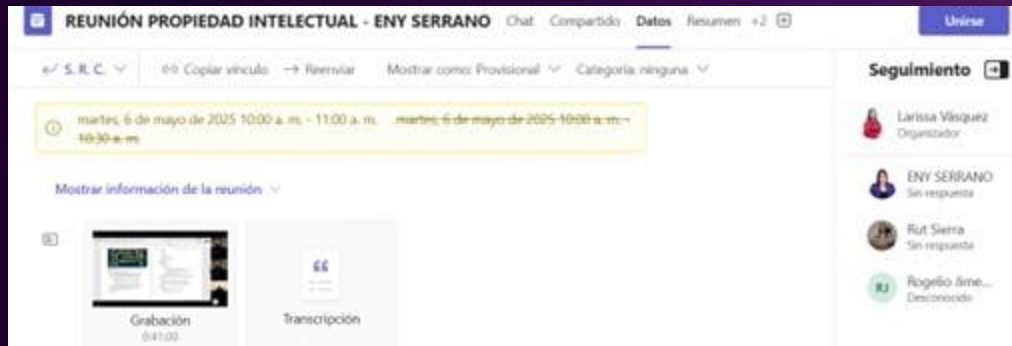 REUNIÓN PROPIEDAD INTELECTUAL - ENY SERRANO Chat Compartido Datos Resumen +2
Unirse
S. R. C. Copiar vínculo Reenviar Mostrar como: Provisional Categoría: ninguna
martes, 6 de mayo de 2025 10:00 a. m. - 11:00 a. m. martes, 6 de mayo de 2025 10:00 a. m. -
10:30 a. m.
Mostrar información de la reunión
Grabación
0:41:00
Transcripción
Seguimiento
Larissa Vásquez
Organizador
ENY SERRANO
Sin respuesta
Rut Sierra
Sin respuesta
RJ
Rogelio Jime...
Desconocido